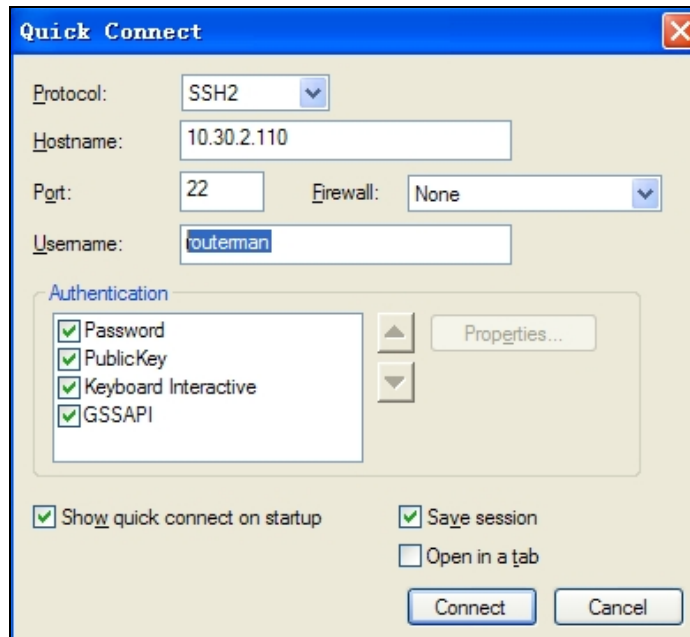 Quick Connect
Protocol: SSH2
Hostname: 10.30.2.110
Port: 22 Firewall: None
Username: routerman
Authentication
Password
PublicKey
Keyboard Interactive
GSSAPI
Properties...
Show quick connect on startup
Save session
Open in a tab
Connect Cancel